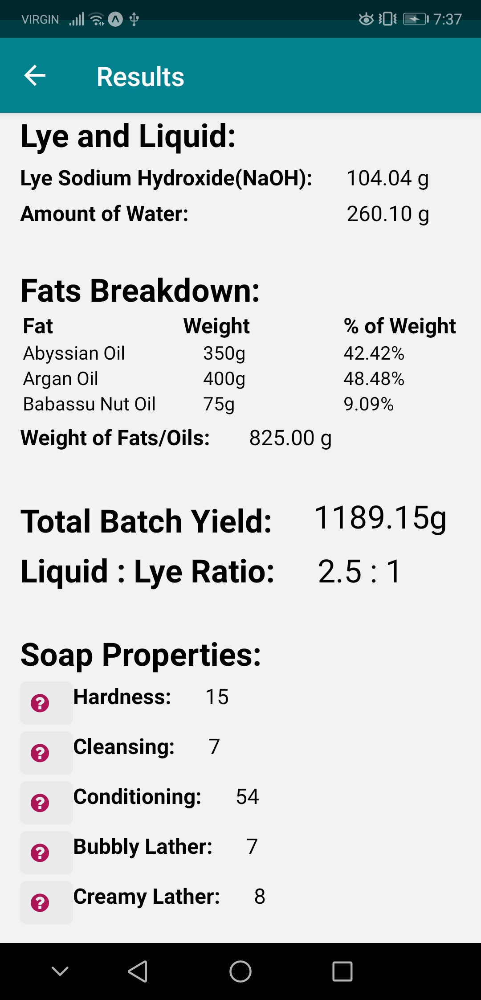 VIRGIN 7:37
Results
Lye and Liquid:
Lye Sodium Hydroxide(NaOH): 104.04 g
Amount of Water: 260.10 g
Fats Breakdown:
Fat Weight % of Weight
Abyssian Oil 350g 42.42%
Argan Oil 400g 48.48%
Babassu Nut Oil 75g 9.09%
Weight of Fats/Oils: 825.00 g
Total Batch Yield: 1189.15g
Liquid : Lye Ratio: 2.5 : 1
Soap Properties:
? Hardness: 15
? Cleansing: 7
? Conditioning: 54
? Bubbly Lather: 7
? Creamy Lather: 8